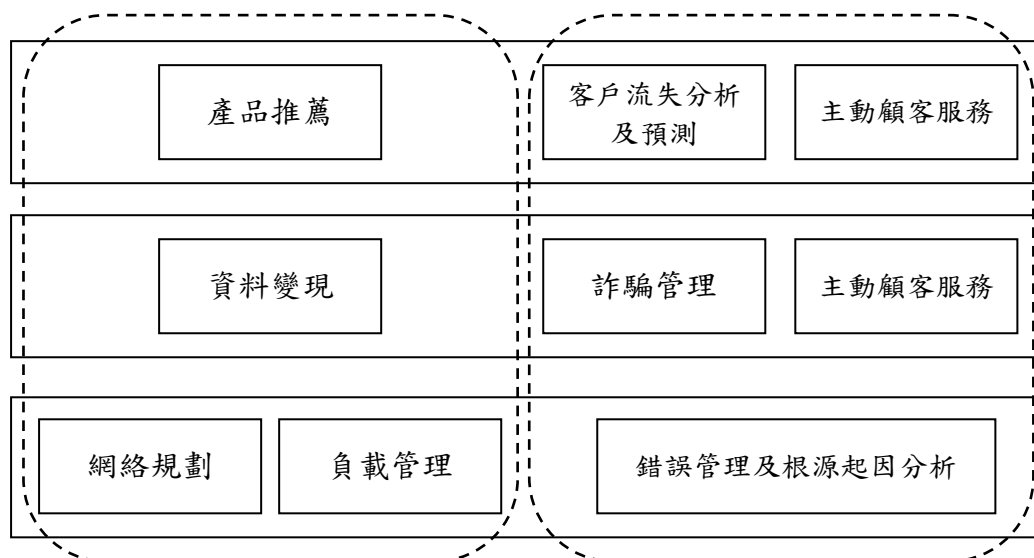 產品推薦
客戶流失分析
及預測
主動顧客服務
資料變現
詐騙管理
主動顧客服務
網絡規劃
負載管理
錯誤管理及根源起因分析